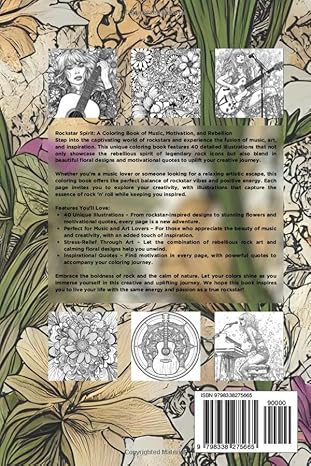 Rockstar Spirit: A Coloring Book of Music, Motivation, and Rebellion
Step into the captivating world of rockstars and experience the fusion of music, art,
and inspiration. This unique coloring book features 40 detailed illustrations that not
only showcase the rebellious spirit of legendary rock icons but also blend in
beautiful floral designs and motivational quotes to uplift your creative journey.
Whether you're a music lover or someone looking for a relaxing artistic escape, this
coloring book offers the perfect balance of rockstar vibes and positive energy. Each
page invites you to explore your creativity, with illustrations that capture the
essence of rock 'n' roll while keeping you inspired.
Features You'll Love:
• 40 Unique Illustrations – From rockstar-inspired designs to stunning flowers and
motivational quotes, every page is a new adventure.
• Perfect for Music and Art Lovers – For those who appreciate the beauty of music
and creativity, with an added touch of inspiration.
• Stress-Relief Through Art – Let the combination of rebellious rock art and
calming floral designs help you unwind.
• Inspirational Quotes – Find motivation in every page, with powerful quotes to
accompany your coloring journey.
Embrace the boldness of rock and the calm of nature. Let your colors shine as you
immerse yourself in this creative and uplifting journey. We hope this book inspires
you to live your life with the same energy and passion as a true rockstar!
ISBN 9798338275665
90000
9 798338 275665
Copyrighted Material
Copyrighted Material